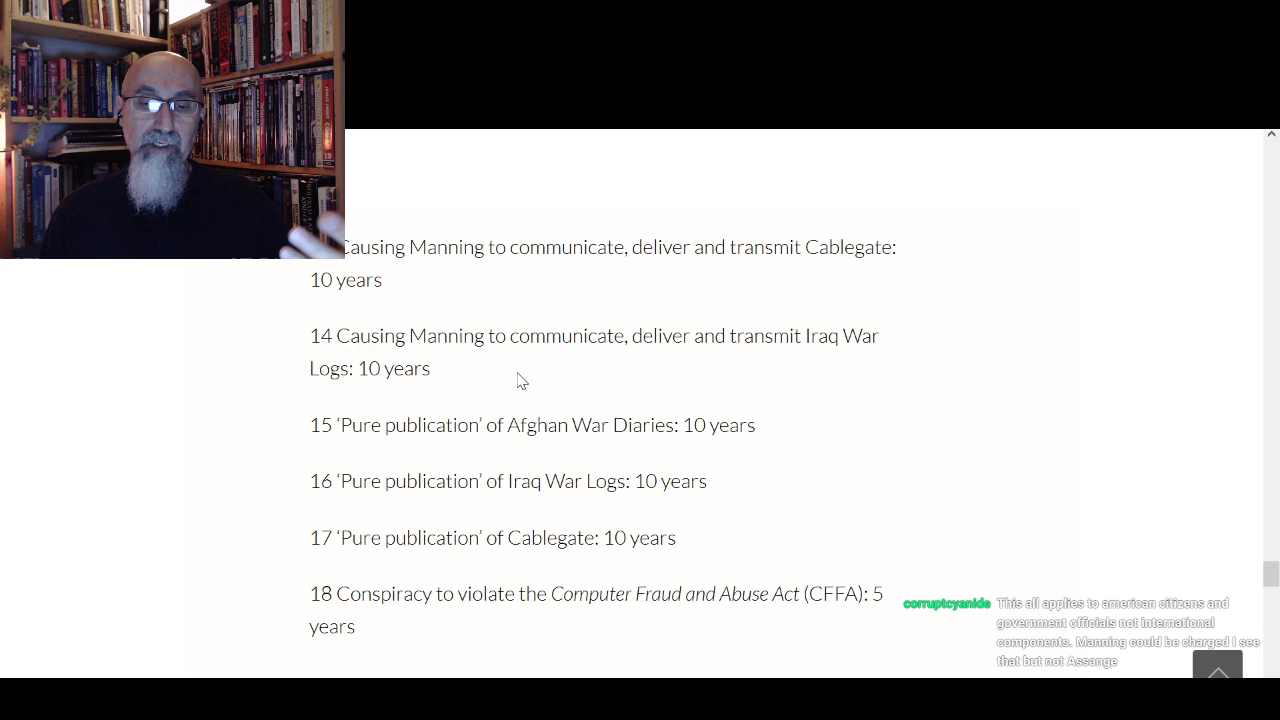 Causing Manning to communicate, deliver and transmit Cablegate:
10 years
14 Causing Manning to communicate, deliver and transmit Iraq War
Logs: 10 years
15 ‘Pure publication’ of Afghan War Diaries: 10 years
16 ‘Pure publication’ of Iraq War Logs: 10 years
17 ‘Pure publication’ of Cablegate: 10 years
18 Conspiracy to violate the Computer Fraud and Abuse Act (CFFA): 5
years
corruptcyanide This all applies to american citizens and
government officials not international
components. Manning could be charged I see
that but not Assange